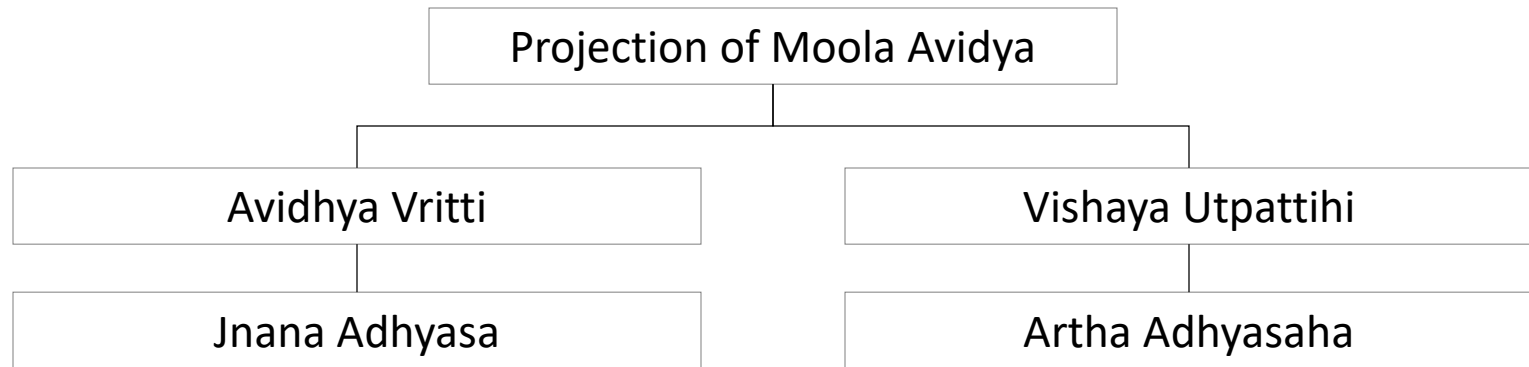 Projection of Moola Avidya
Avidhya Vritti
Vishaya Utpattihi
Jnana Adhyasa
Artha Adhyasaha